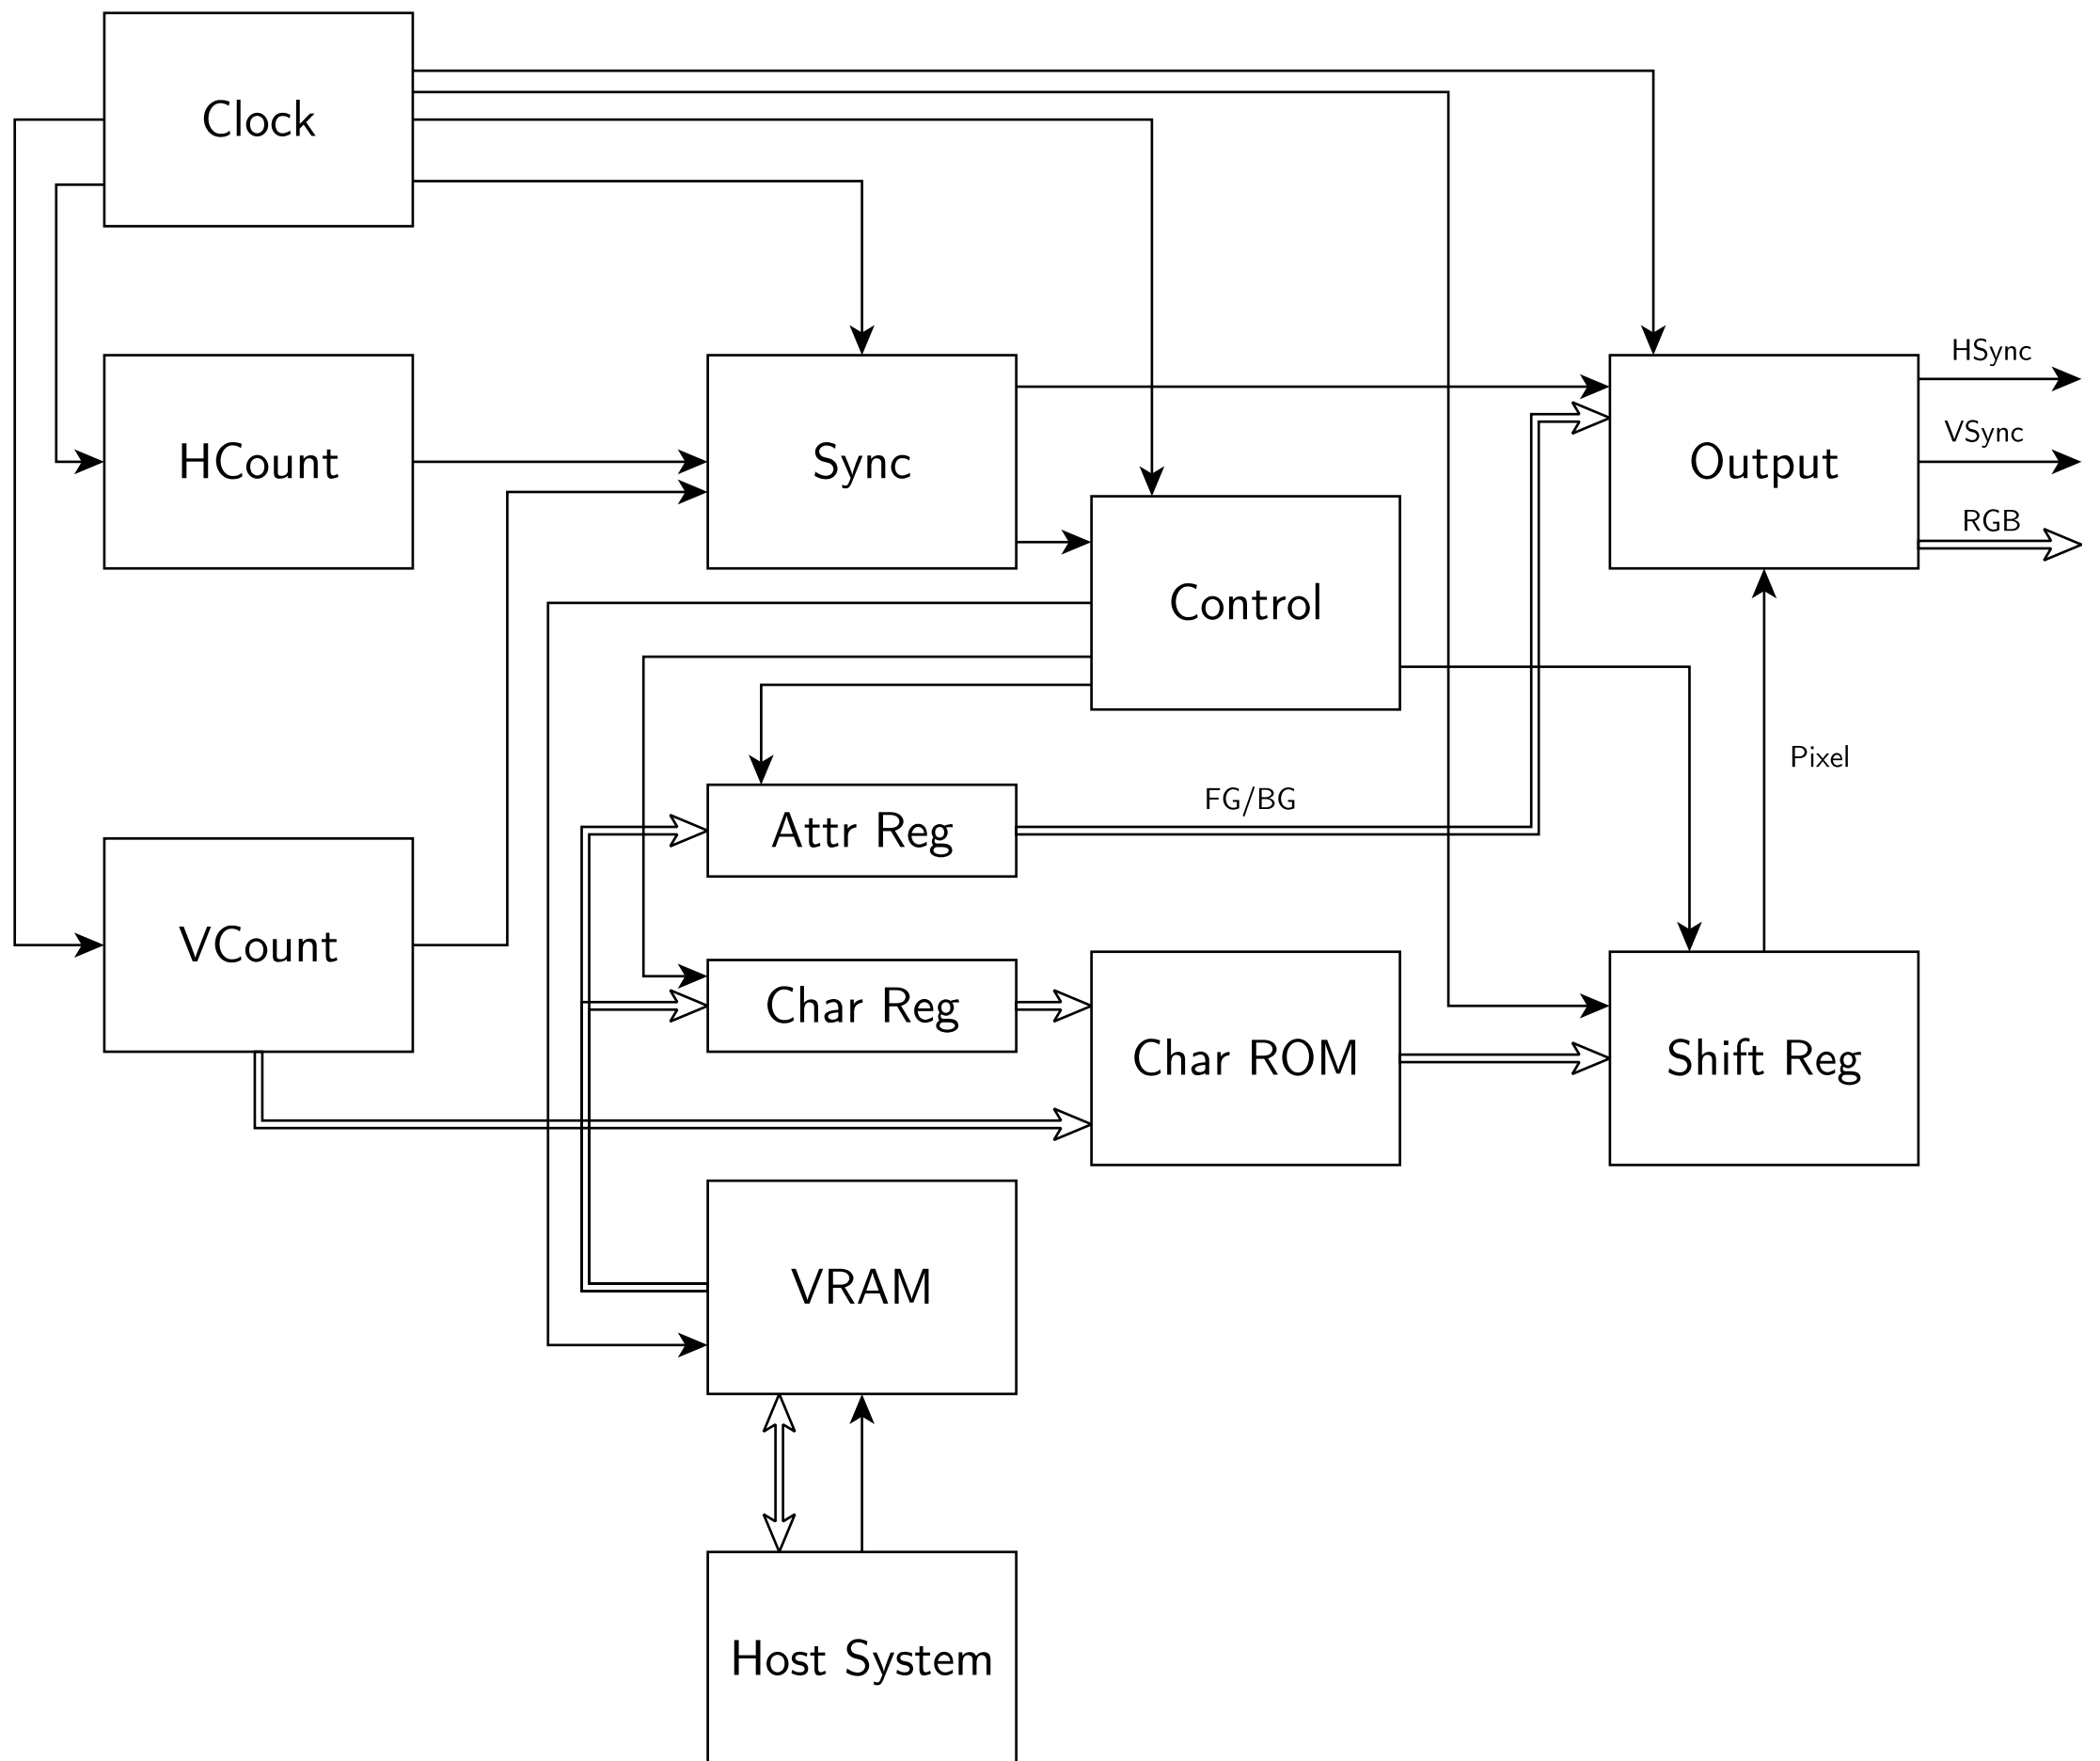 Clock
HCount
Sync
Output
HSync
VSync
RGB
Control
Pixel
Attr Reg
FG/BG
VCount
Char Reg
Char ROM
Shift Reg
VRAM
Host System